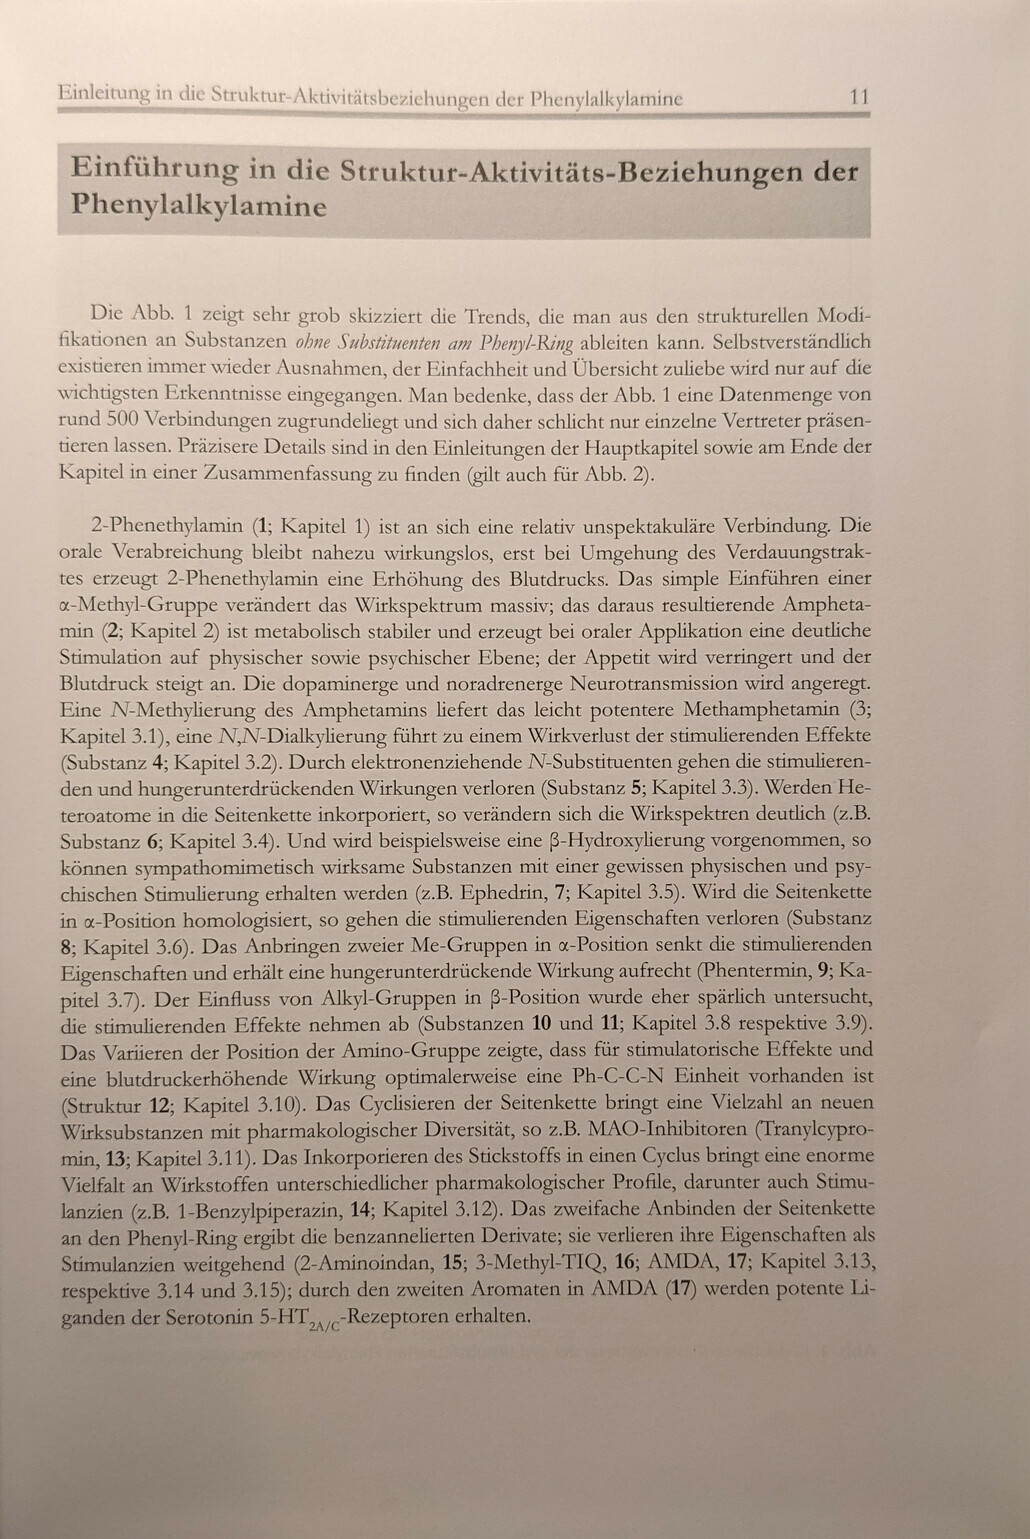 Einleitung in die Struktur-Aktivitätsbeziehungen der Phenylalkylamine 11
Einführung in die Struktur-Aktivitäts-Beziehungen der
Phenylalkylamine
Die Abb. 1 zeigt sehr grob skizziert die Trends, die man aus den strukturellen Modi-
fikationen an Substanzen ohne Substituenten am Phenyl-Ring ableiten kann. Selbstverständlich
existieren immer wieder Ausnahmen, der Einfachheit und Übersicht zuliebe wird nur auf die
wichtigsten Erkenntnisse eingegangen. Man bedenke, dass der Abb. 1 eine Datenmenge von
rund 500 Verbindungen zugrundeliegt und sich daher schlicht nur einzelne Vertreter präsen-
tieren lassen. Präzisere Details sind in den Einleitungen der Hauptkapitel sowie am Ende der
Kapitel in einer Zusammenfassung zu finden (gilt auch für Abb. 2).
2-Phenethylamin (1; Kapitel 1) ist an sich eine relativ unspektakuläre Verbindung. Die
orale Verabreichung bleibt nahezu wirkungslos, erst bei Umgehung des Verdauungstrak-
tes erzeugt 2-Phenethylamin eine Erhöhung des Blutdrucks. Das simple Einführen einer
α-Methyl-Gruppe verändert das Wirkspektrum massiv; das daraus resultierende Ampheta-
min (2; Kapitel 2) ist metabolisch stabiler und erzeugt bei oraler Applikation eine deutliche
Stimulation auf physischer sowie psychischer Ebene; der Appetit wird verringert und der
Blutdruck steigt an. Die dopaminerge und noradrenerge Neurotransmission wird angeregt.
Eine N-Methylierung des Amphetamins liefert das leicht potentere Methamphetamin (3;
Kapitel 3.1), eine N,N-Dialkylierung führt zu einem Wirkverlust der stimulierenden Effekte
(Substanz 4; Kapitel 3.2). Durch elektronenziehende N-Substituenten gehen die stimulieren-
den und hungerunterdrückenden Wirkungen verloren (Substanz 5; Kapitel 3.3). Werden He-
teroatome in die Seitenkette inkorporiert, so verändern sich die Wirkspektren deutlich (z.B.
Substanz 6; Kapitel 3.4). Und wird beispielsweise eine β-Hydroxylierung vorgenommen, so
können sympathomimetisch wirksame Substanzen mit einer gewissen physischen und psy-
chischen Stimulierung erhalten werden (z.B. Ephedrin, 7; Kapitel 3.5). Wird die Seitenkette
in α-Position homologisiert, so gehen die stimulierenden Eigenschaften verloren (Substanz
8; Kapitel 3.6). Das Anbringen zweier Me-Gruppen in α-Position senkt die stimulierenden
Eigenschaften und erhält eine hungerunterdrückende Wirkung aufrecht (Phentermin, 9; Ka-
pitel 3.7). Der Einfluss von Alkyl-Gruppen in β-Position wurde eher spärlich untersucht,
die stimulierenden Effekte nehmen ab (Substanzen 10 und 11; Kapitel 3.8 respektive 3.9).
Das Variieren der Position der Amino-Gruppe zeigte, dass für stimulatorische Effekte und
eine blutdruckerhöhende Wirkung optimalerweise eine Ph-C-C-N Einheit vorhanden ist
(Struktur 12; Kapitel 3.10). Das Cyclisieren der Seitenkette bringt eine Vielzahl an neuen
Wirksubstanzen mit pharmakologischer Diversität, so z.B. MAO-Inhibitoren (Tranylcypro-
min, 13; Kapitel 3.11). Das Inkorporieren des Stickstoffs in einen Cyclus bringt eine enorme
Vielfalt an Wirkstoffen unterschiedlicher pharmakologischer Profile, darunter auch Stimu-
lanzien (z.B. 1-Benzylpiperazin, 14; Kapitel 3.12). Das zweifache Anbinden der Seitenkette
an den Phenyl-Ring ergibt die benzannelierten Derivate; sie verlieren ihre Eigenschaften als
Stimulanzien weitgehend (2-Aminoindan, 15; 3-Methyl-TIQ, 16; AMDA, 17; Kapitel 3.13,
respektive 3.14 und 3.15); durch den zweiten Aromaten in AMDA (17) werden potente Li-
ganden der Serotonin 5-HT2A/C-Rezeptoren erhalten.